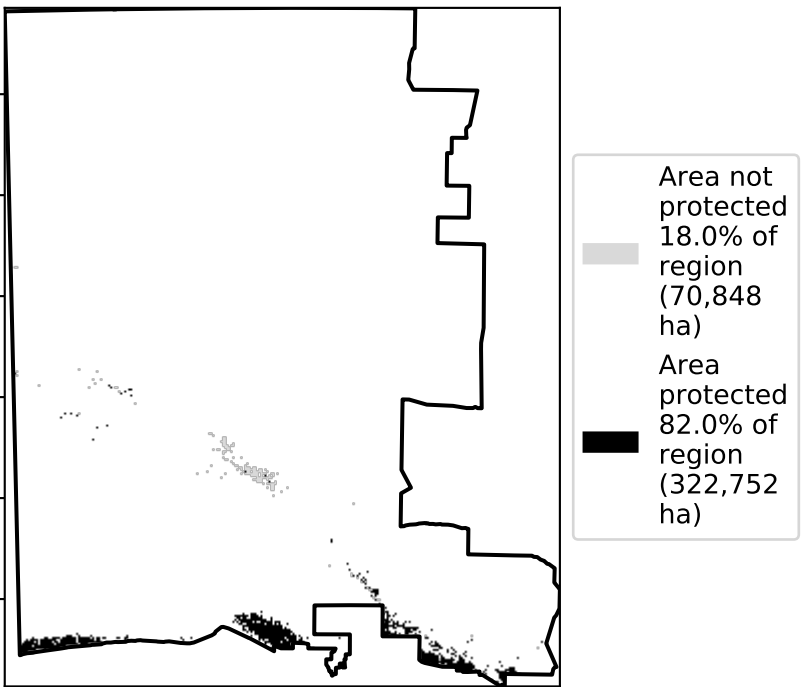 Area not
protected
18.0% of
region
(70,848
ha)
Area
protected
82.0% of
region
(322,752
ha)